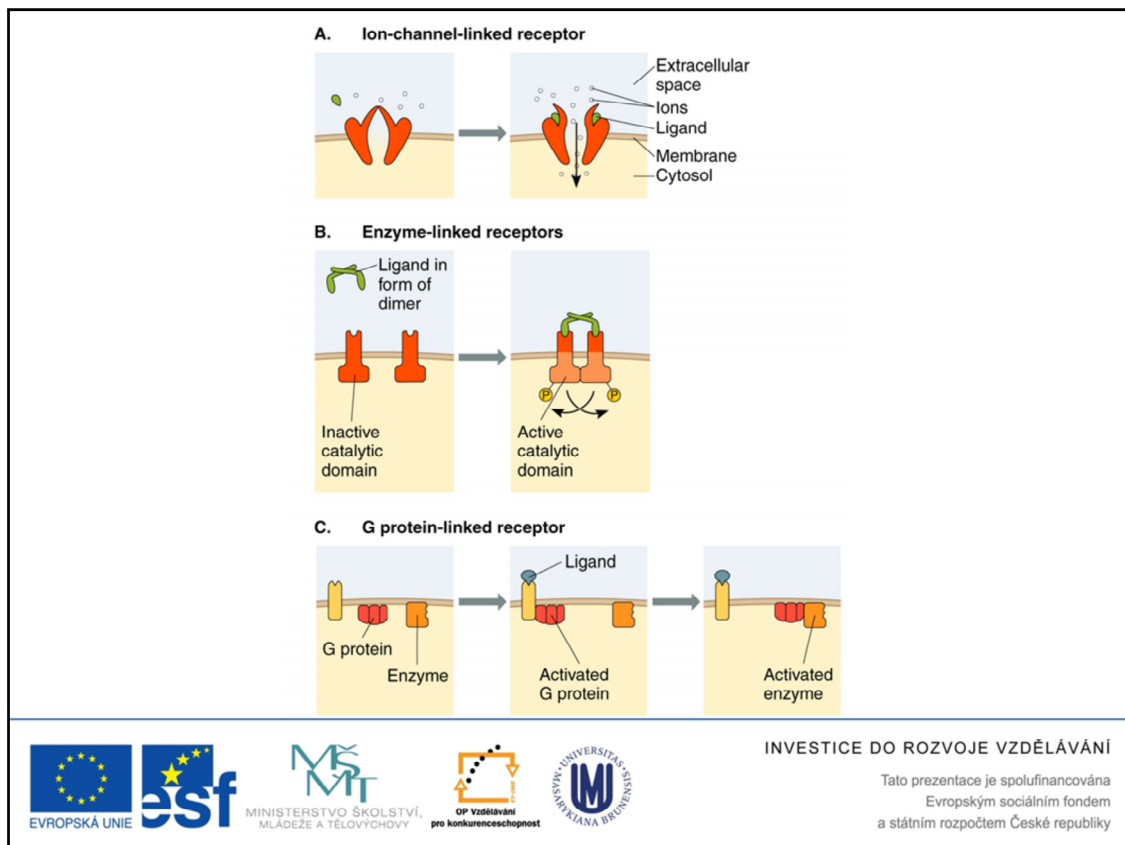 A. Ion-channel-linked receptor
Extracellular
space
Ions
Ligand
Membrane
Cytosol
B. Enzyme-linked receptors
Ligand in
form of
dimer
Inactive
catalytic
domain
P
P
Active
catalytic
domain
C. G protein-linked receptor
G protein
Enzyme
Ligand
Activated
G protein
Activated
enzyme
EVROPSKÁ UNIE
esf
MŠMT
MINISTERSTVO ŠKOLSTVÍ,
MLÁDEŽE A TĚLOVÝCHOVY
2007-13
OP Vzdělávání
pro konkurenceschopnost
UNIVERSITAS
MASARYKIANA BRUNENSIS
INVESTICE DO ROZVOJE VZDĚLÁVÁNÍ
Tato prezentace je spolufinancována
Evropským sociálním fondem
a státním rozpočtem České republiky